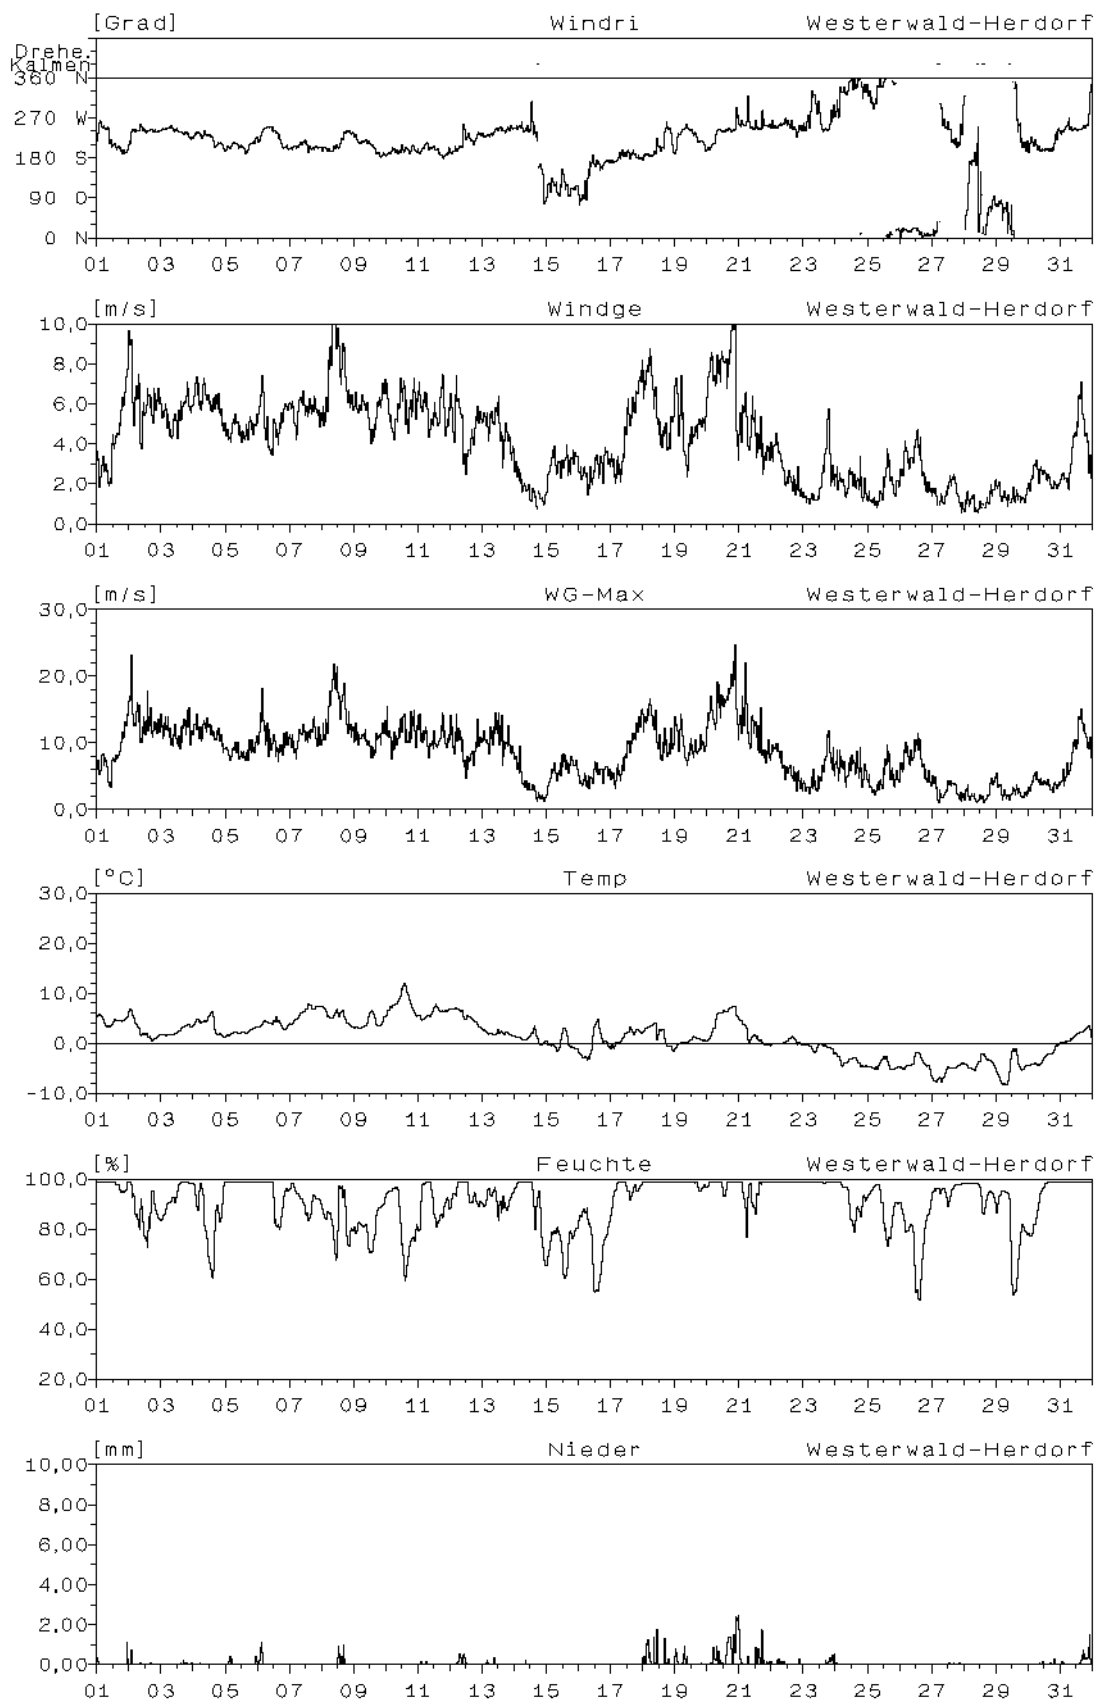 [Grad] Windri Westerwald-Herdorf
Drehe.
Kalmen
360 N
270 W
180 S
90 O
0 N
01 03 05 07 09 11 13 15 17 19 21 23 25 27 29 31
[m/s] Windge Westerwald-Herdorf
10,0
8,0
6,0
4,0
2,0
0,0
01 03 05 07 09 11 13 15 17 19 21 23 25 27 29 31
[m/s] WG-Max Westerwald-Herdorf
30,0
20,0
10,0
0,0
01 03 05 07 09 11 13 15 17 19 21 23 25 27 29 31
[°C] Temp Westerwald-Herdorf
30,0
20,0
10,0
0,0
-10,0
01 03 05 07 09 11 13 15 17 19 21 23 25 27 29 31
[%] Feuchte Westerwald-Herdorf
100,0
80,0
60,0
40,0
20,0
01 03 05 07 09 11 13 15 17 19 21 23 25 27 29 31
[mm] Nieder Westerwald-Herdorf
10,00
8,00
6,00
4,00
2,00
0,00
01 03 05 07 09 11 13 15 17 19 21 23 25 27 29 31